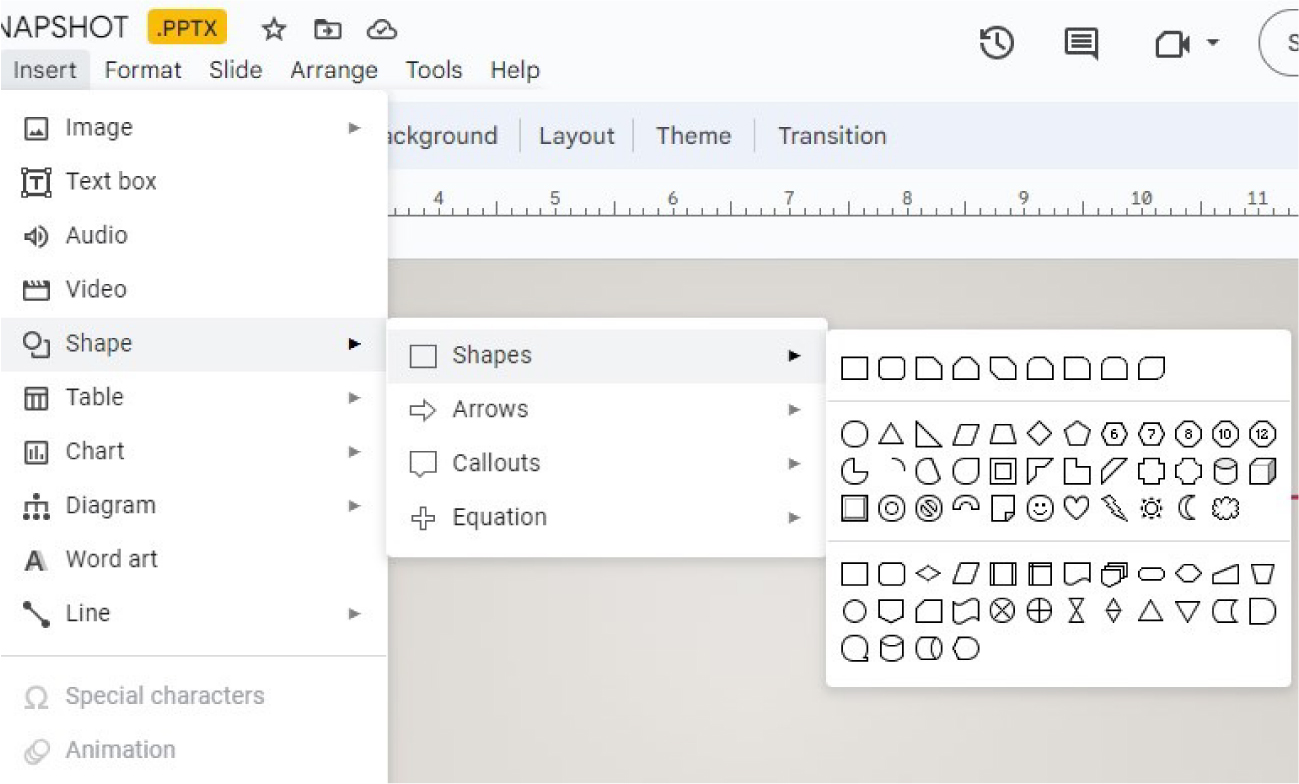 NAPSHOT .PPTX
Insert Format Slide Arrange Tools Help
S
Image
Text box
Audio
Video
Shape
Table
Chart
Diagram
Word art
Line
Special characters
Animation
ackground Layout Theme Transition
4 5 6 7 8 9 10 11
Shapes
Arrows
Callouts
Equation
6 7 8 10 12